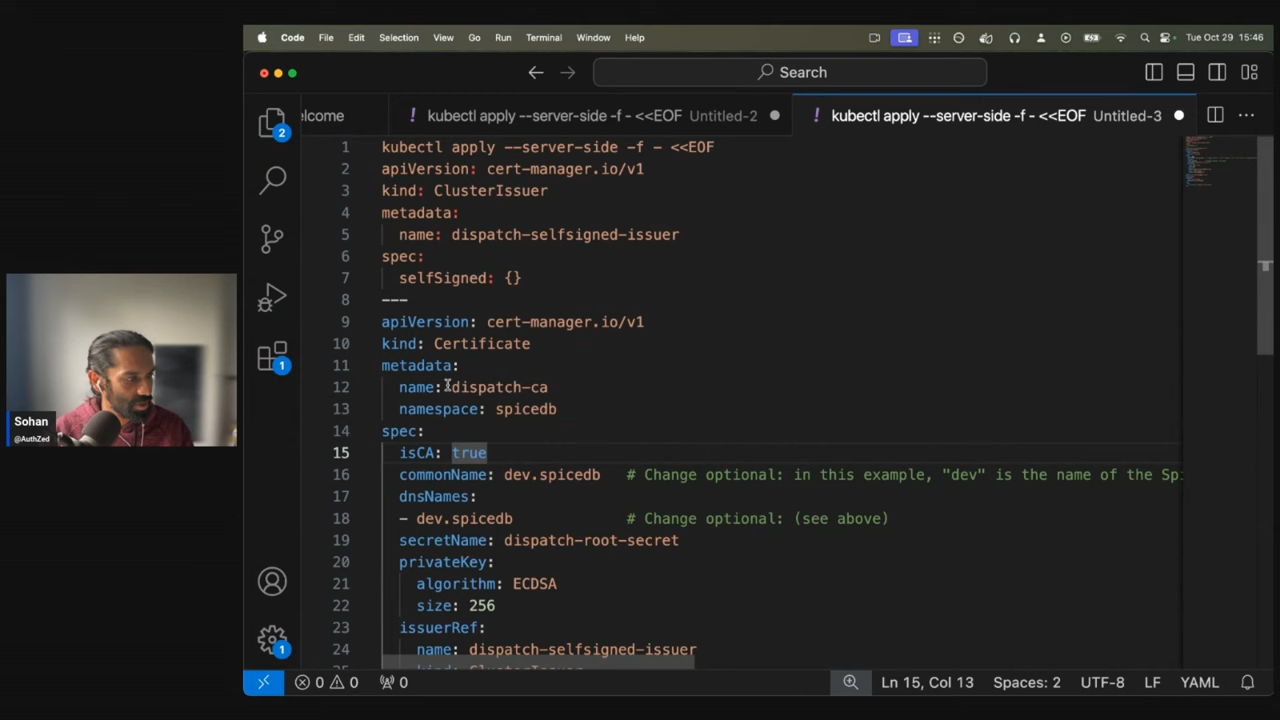 Code File Edit Selection View Go Run Terminal Window Help Tue Oct 29 15:46
Search
elcome ! kubectl apply --server-side -f - <<EOF Untitled-2 ! kubectl apply --server-side -f - <<EOF Untitled-3
1 kubectl apply --server-side -f - <<EOF
2 apiVersion: cert-manager.io/v1
3 kind: ClusterIssuer
4 metadata:
5 name: dispatch-selfsigned-issuer
6 spec:
7 selfSigned: {}
8 ---
9 apiVersion: cert-manager.io/v1
10 kind: Certificate
11 metadata:
12 name: dispatch-ca
13 namespace: spicedb
14 spec:
15 isCA: true
16 commonName: dev.spicedb # Change optional: in this example, "dev" is the name of the Spi
17 dnsNames:
18 - dev.spicedb # Change optional: (see above)
19 secretName: dispatch-root-secret
20 privateKey:
21 algorithm: ECDSA
22 size: 256
23 issuerRef:
24 name: dispatch-selfsigned-issuer
25 kind: ClusterIssuer
2
1
1
Sohan
@AuthZed
0 0 0 Ln 15, Col 13 Spaces: 2 UTF-8 LF YAML